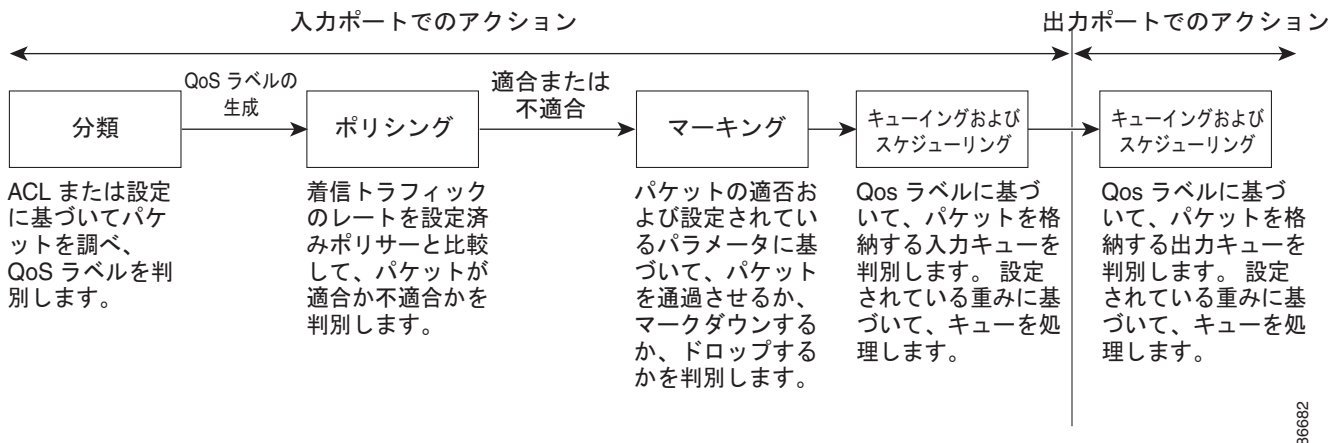 入力ポートでのアクション
出力ポートでのアクション
分類
QoS ラベルの
生成
ポリシング
適合または
不適合
マーキング
キューイングおよび
スケジューリング
キューイングおよび
スケジューリング
ACL または設定
に基づいてパケ
ットを調べ、
QoS ラベルを判
別します。
着信トラフィック
のレートを設定済
みポリサーと比較
して、パケットが
適合か不適合かを
判別します。
パケットの適否お
よび設定されてい
るパラメータに基
づいて、パケット
を通過させるか、
マークダウンする
か、ドロップする
かを判別します。
Qos ラベルに基づ
いて、パケットを格
納する入力キューを
判別します。 設定
されている重みに基
づいて、キューを処
理します。
Qos ラベルに基づ
いて、パケットを格
納する出力キューを
判別します。 設定
されている重みに基
づいて、キューを処
理します。
86682